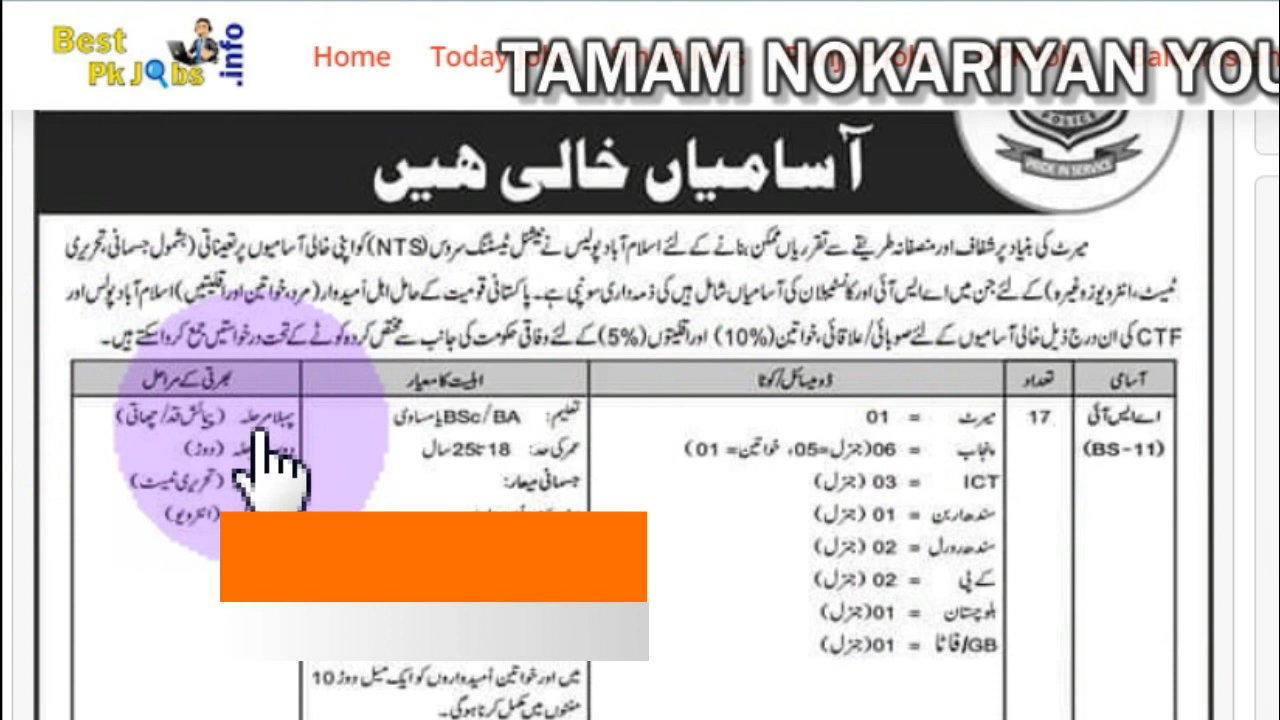 Best
Pk Jobs
.info
Home Today
TAMAM NOKARIYAN YOU
POLICE
PRIDE IN SERVICE
آسامیاں خالی هیں
میرٹ کی بنیاد پر شفاف اور منصفانہ طریقے سے تقرریاں ممکن بنانے کے لئے اسلام آباد پولیس نے نیشنل ٹیسٹنگ سروس (NTS) کو اپنی خالی آسامیوں پر تعیناتی (بشمول جسمانی، تحریری
ٹیسٹ، انٹرویوز وغیرہ) کے لئے جن میں اے ایس آئی اور کانسٹیبلان کی آسامیاں شامل ہیں کی ذمہ داری سونپی ہے۔ پاکستانی قومیت کے حامل اہل اُمیدوار (مرد، خواتین اور اقلیتیں) اسلام آباد پولیس اور
CTF کی ان درج ذیل خالی آسامیوں کے لئے صوبائی/علاقائی، خواتین (10%) اور اقلیتوں (5%) کے لئے وفاقی حکومت کی جانب سے مختص کردہ کوٹے کے تحت درخواستیں جمع کروا سکتے ہیں۔
آسامی تعداد ڈومیسائل/کوٹا اہلیت کا معیار بھرتی کے مراحل
اے ایس آئی 17 میرٹ = 01 تعلیم: BSc/BA یا مساوی پہلا مرحلہ (پیمائش قد/چھاتی)
(BS-11) پنجاب = 06 (جنرل=05، خواتین=01) عمر کی حد: 18 تا 25 سال (دوڑ)
ICT = 03 (جنرل) جسمانی معیار: (تحریری ٹیسٹ)
سندھ اربن = 01 (جنرل) (انٹرویو)
سندھ رورل = 02 (جنرل)
کے پی = 02 (جنرل)
بلوچستان = 01 (جنرل)
GB/فاٹا = 01 (جنرل)
میں اور خواتین اُمیدواروں کو ایک میل دوڑ 10
منٹوں میں مکمل کرنا ہوگی۔